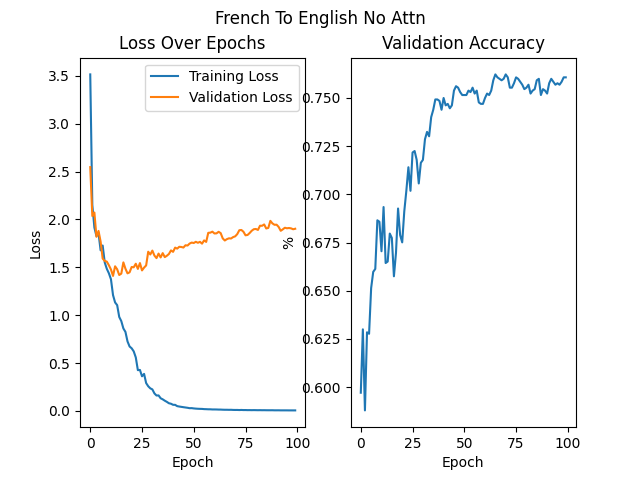 French To English No Attn
Loss Over Epochs
Validation Accuracy
Training Loss
Validation Loss
3.5
3.0
2.5
2.0
1.5
1.0
0.5
0.0
Loss
0 25 50 75 100
Epoch
0.750
0.725
0.700
0.675
0.650
0.625
0.600
%
0 25 50 75 100
Epoch